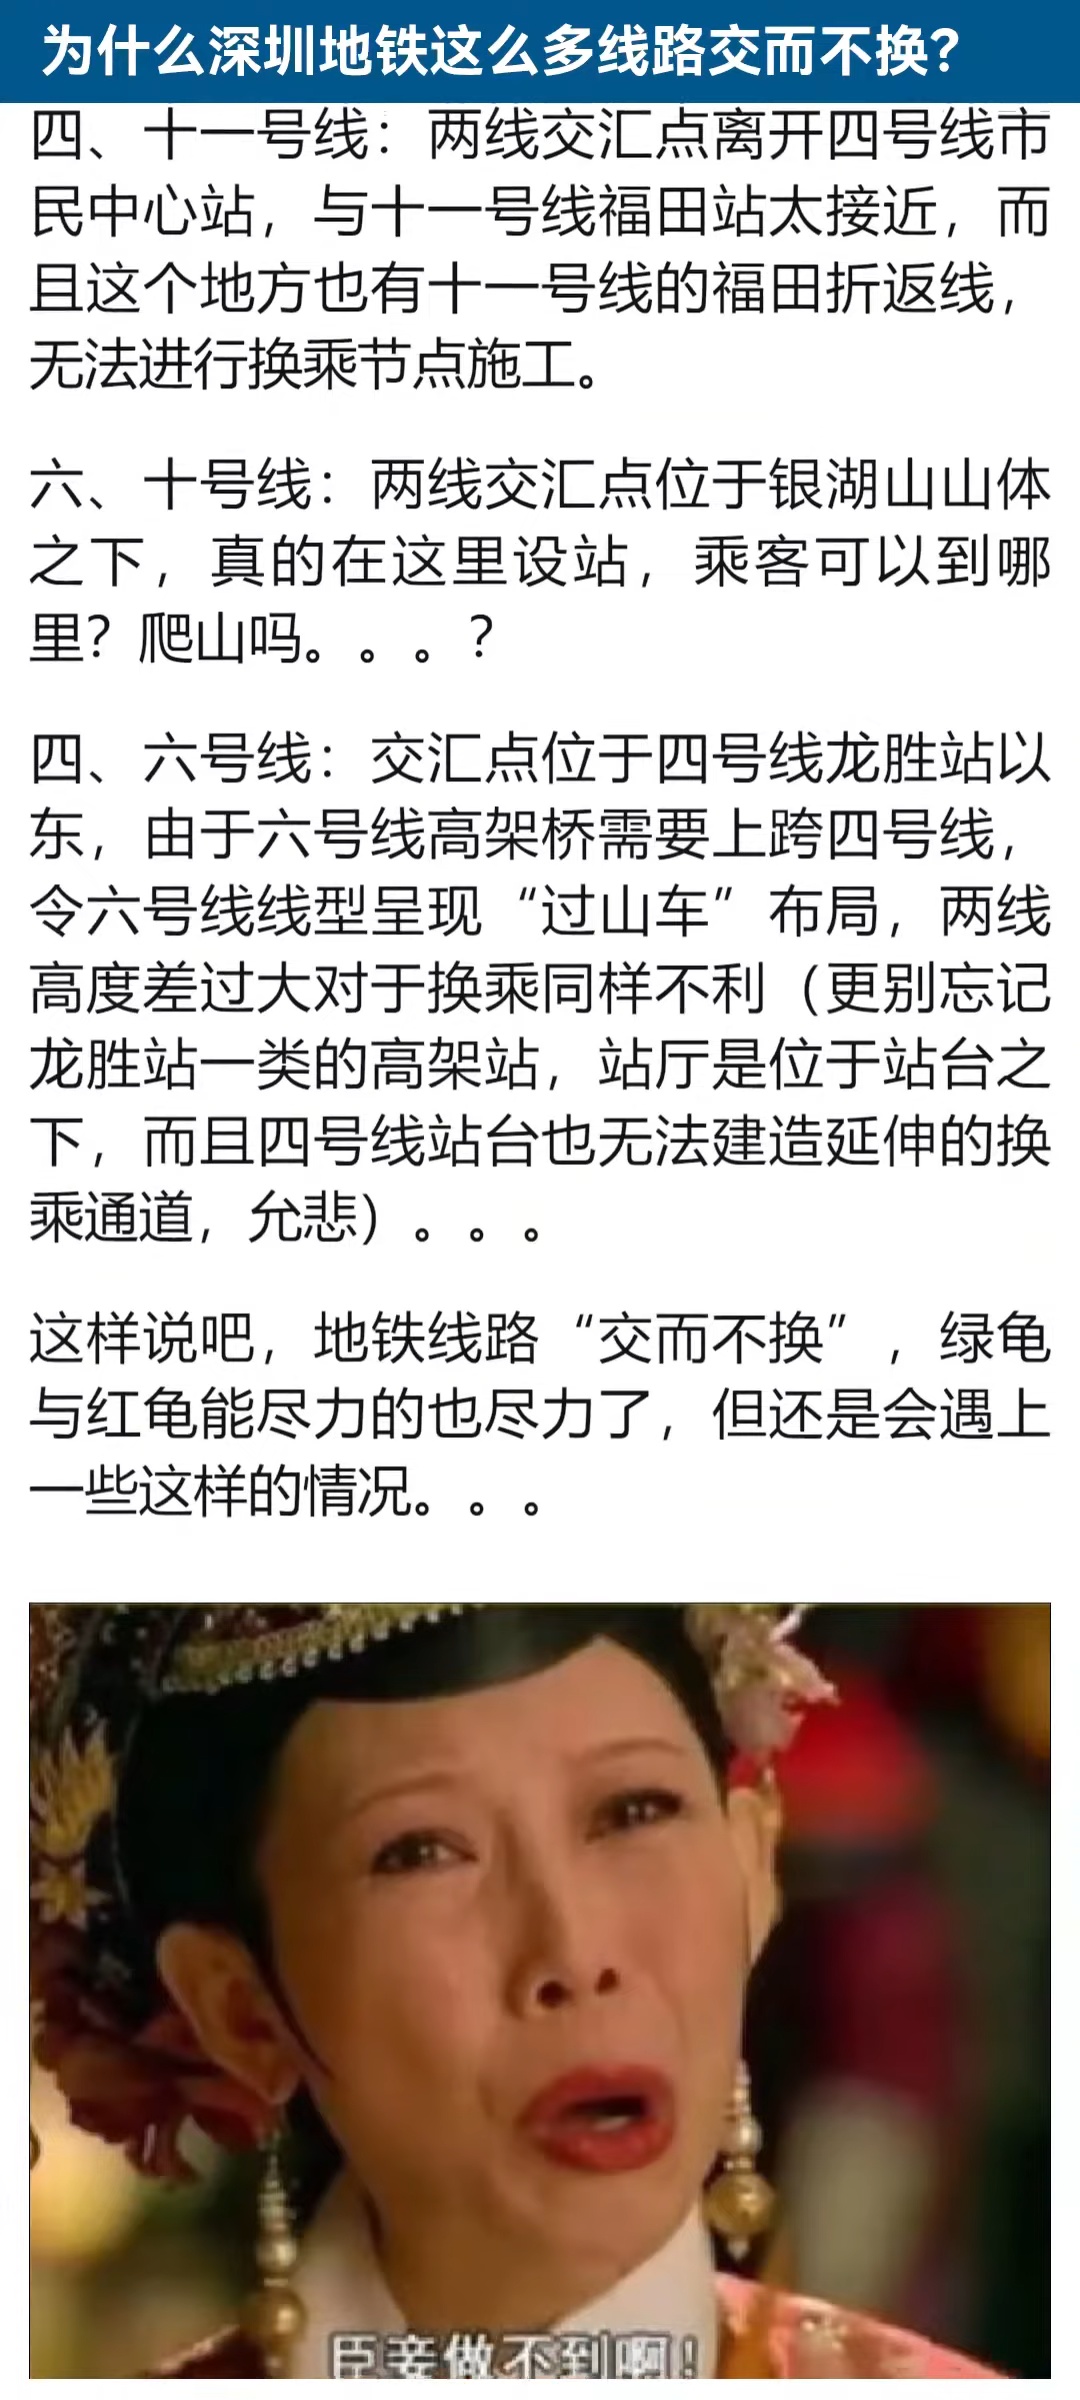 为什么深圳地铁这么多线路交而不换？
四、十一号线：两线交汇点离开四号线市
民中心站，与十一号线福田站太接近，而
且这个地方也有十一号线的福田折返线，
无法进行换乘节点施工。
六、十号线：两线交汇点位于银湖山山体
之下，真的在这里设站，乘客可以到哪
里？爬山吗。。。？
四、六号线：交汇点位于四号线龙胜站以
东，由于六号线高架桥需要上跨四号线，
令六号线线型呈现“过山车”布局，两线
高度差过大对于换乘同样不利（更别忘记
龙胜站一类的高架站，站厅是位于站台之
下，而且四号线站台也无法建造延伸的换
乘通道，允悲）。。。
这样说吧，地铁线路“交而不换”，绿龟
与红龟能尽力的也尽力了，但还是会遇上
一些这样的情况。。。
臣妾做不到啊！